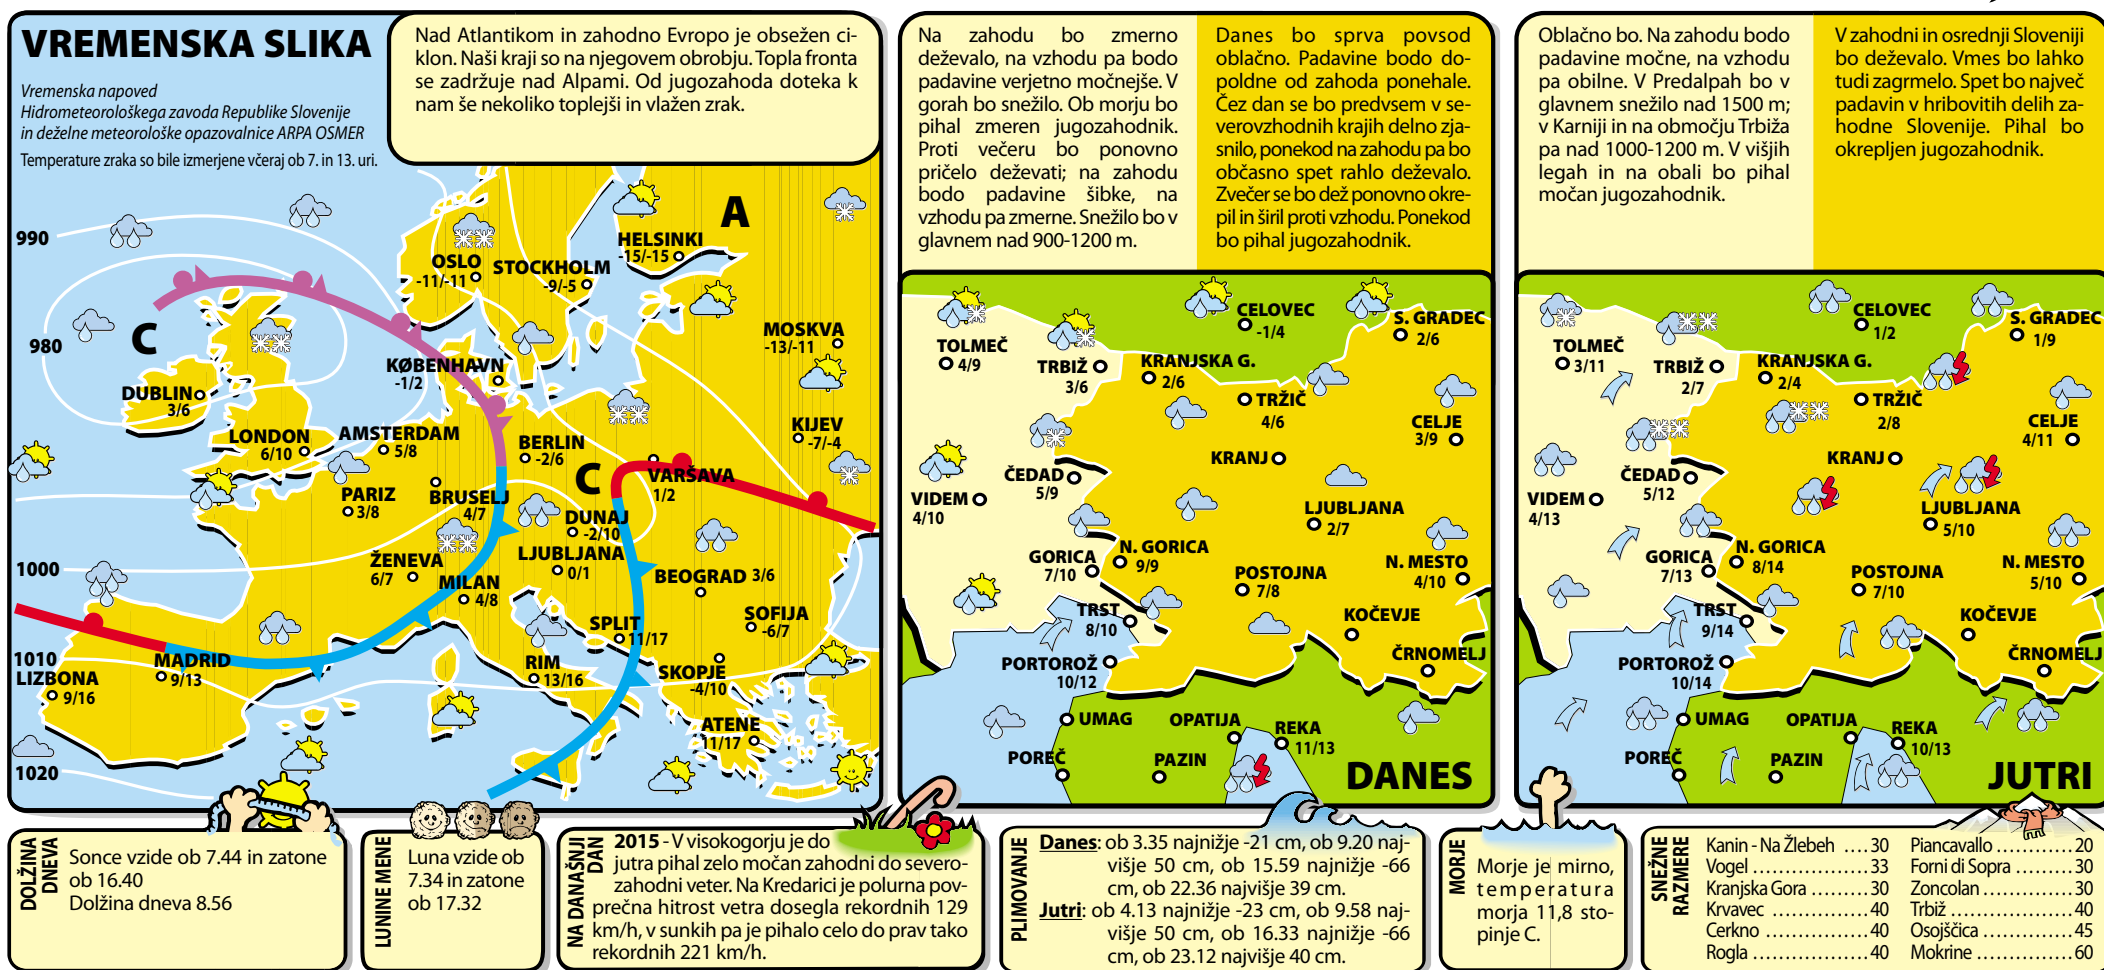 VREMENSKA SLIKA
Vremenska napoved
Hidrometeorološkega zavoda Republike Slovenije
in deželne meteorološke opazovalnice ARPA OSMER
Temperature zraka so bile izmerjene včeraj ob 7. in 13. uri.
Nad Atlantikom in zahodno Evropo je obsežen ci-
klon. Naši kraji so na njegovem obrobju. Topla fronta
se zadržuje nad Alpami. Od jugozahoda doteka k
nam še nekoliko toplejši in vlažen zrak.
990
980
1000
1010
1020
A
C
C
HELSINKI
-15/-15
OSLO
-11/-11
STOCKHOLM
-9/-5
MOSKVA
-13/-11
KØBENHAVN
-1/2
DUBLIN
3/6
LONDON
6/10
AMSTERDAM
5/8
BERLIN
-2/6
KIJEV
-7/-4
VARŠAVA
1/2
PARIZ
3/8
BRUSELJ
4/7
DUNAJ
-2/10
ŽENEVA
6/7
LJUBLJANA
0/1
MILAN
4/8
BEOGRAD 3/6
SOFIJA
-6/7
SPLIT
11/17
MADRID
9/13
LIZBONA
9/16
RIM
13/16
SKOPJE
-4/10
ATENE
11/17
Na zahodu bo zmerno
deževalo, na vzhodu pa bodo
padavine verjetno močnejše. V
gorah bo snežilo. Ob morju bo
pihal zmeren jugozahodnik.
Proti večeru bo ponovno
pričelo deževati; na zahodu
bodo padavine šibke, na
vzhodu pa zmerne. Snežilo bo v
glavnem nad 900-1200 m.
Danes bo sprva povsod
oblačno. Padavine bodo do-
poldne od zahoda ponehale.
Čez dan se bo predvsem v se-
verovzhodnih krajih delno zja-
snilo, ponekod na zahodu pa bo
občasno spet rahlo deževalo.
Zvečer se bo dež ponovno okre-
pil in širil proti vzhodu. Ponekod
bo pihal jugozahodnik.
CELOVEC
-1/4
S. GRADEC
2/6
TOLMEČ
4/9
TRBIŽ
3/6
KRANJSKA G.
2/6
TRŽIČ
4/6
CELJE
3/9
KRANJ
ČEDAD
5/9
VIDEM
4/10
LJUBLJANA
2/7
GORICA
7/10
N. GORICA
9/9
POSTOJNA
7/8
N. MESTO
4/10
TRST
8/10
KOČEVJE
PORTOROŽ
10/12
ČRNOMELJ
UMAG
OPATIJA
REKA
11/13
POREČ
PAZIN
DANES
Oblačno bo. Na zahodu bodo
padavine močne, na vzhodu
pa obilne. V Predalpah bo v
glavnem snežilo nad 1500 m;
v Karniji in na območju Trbiža
pa nad 1000-1200 m. V višjih
legah in na obali bo pihal
močan jugozahodnik.
V zahodni in osrednji Sloveniji
bo deževalo. Vmes bo lahko
tudi zagrmelo. Spet bo največ
padavin v hribovitih delih za-
hodne Slovenije. Pihal bo
okrepljen jugozahodnik.
CELOVEC
1/2
S. GRADEC
1/9
TOLMEČ
3/11
TRBIŽ
2/7
KRANJSKA G.
2/4
TRŽIČ
2/8
CELJE
4/11
KRANJ
ČEDAD
5/12
VIDEM
4/13
LJUBLJANA
5/10
GORICA
7/13
N. GORICA
8/14
POSTOJNA
7/10
N. MESTO
5/10
TRST
9/14
KOČEVJE
PORTOROŽ
10/14
ČRNOMELJ
UMAG
OPATIJA
REKA
10/13
POREČ
PAZIN
JUTRI
DOLŽINA
DNEVA
Sonce vzide ob 7.44 in zatone
ob 16.40
Dolžina dneva 8.56
LUNINE MENE
Luna vzide ob
7.34 in zatone
ob 17.32
NA DANAŠNJI
DAN
2015 - V visokogorju je do
jutra pihal zelo močan zahodni do severo-
zahodni veter. Na Kredarici je polurna pov-
prečna hitrost vetra dosegla rekordnih 129
km/h, v sunkih pa je pihalo celo do prav tako
rekordnih 221 km/h.
PLIMOVANJE
Danes: ob 3.35 najnižje -21 cm, ob 9.20 naj-
višje 50 cm, ob 15.59 najnižje -66
cm, ob 22.36 najvišje 39 cm.
Jutri: ob 4.13 najnižje -23 cm, ob 9.58 naj-
višje 50 cm, ob 16.33 najnižje -66
cm, ob 23.12 najvišje 40 cm.
MORJE
Morje je mirno,
temperatura
morja 11,8 sto-
pinje C.
SNEŽNE
RAZMERE
Kanin - Na Žlebeh ....30
Vogel .....................33
Kranjska Gora ..........30
Krvavec .................40
Cerkno ...................40
Rogla .....................40
Piancavallo .............20
Forni di Sopra ..........30
Zoncolan ................30
Trbiž ......................40
Osojščica ...............45
Mokrine .................60